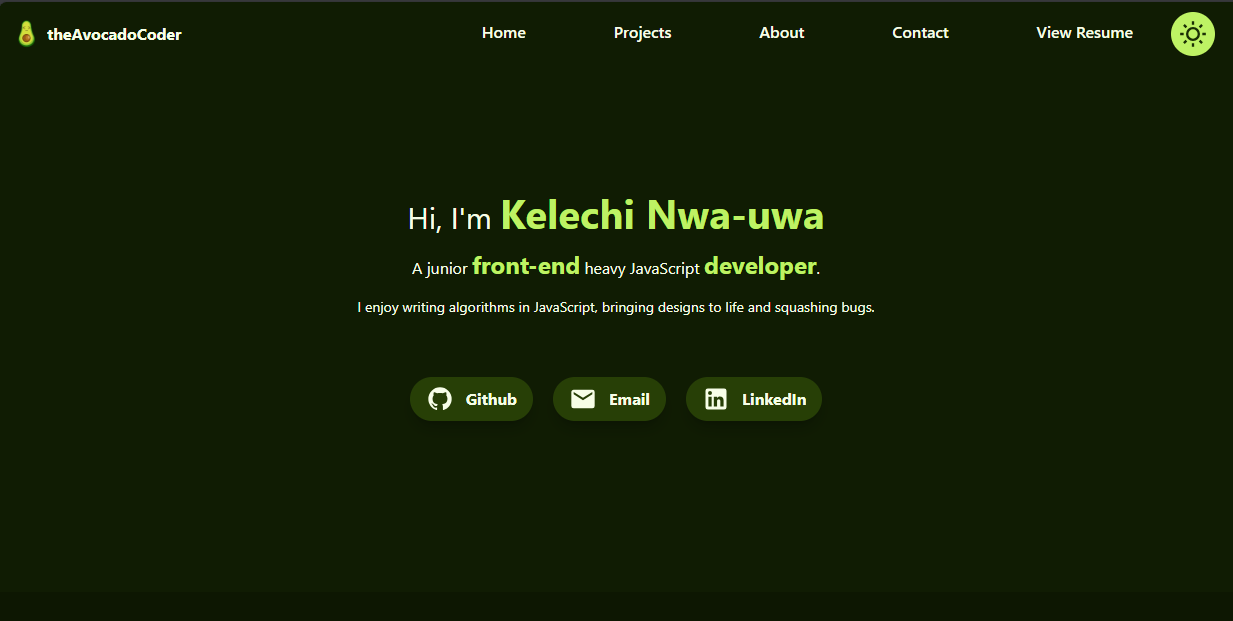 theAvocadoCoder
Home
Projects
About
Contact
View Resume
Hi, I'm Kelechi Nwa-uwa
A junior front-end heavy JavaScript developer.
I enjoy writing algorithms in JavaScript, bringing designs to life and squashing bugs.
Github
Email
LinkedIn